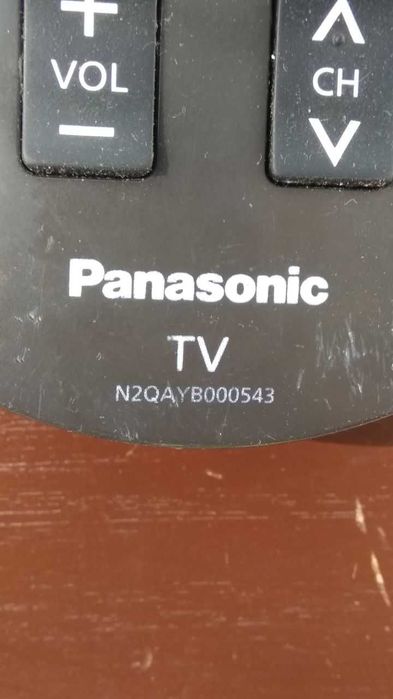 +
VOL
−
CH
Panasonic
TV
N2QAYB000543